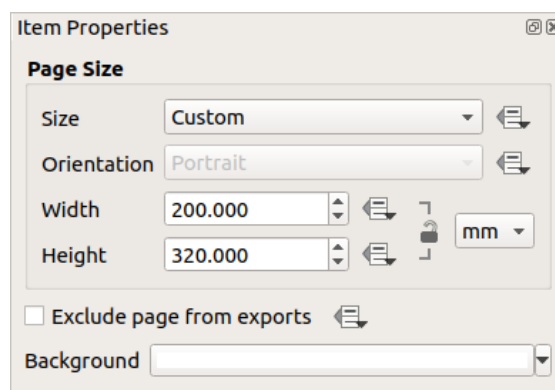 Item Properties
Page Size
Size Custom
Orientation Portrait
Width 200.000
mm
Height 320.000
Exclude page from exports
Background